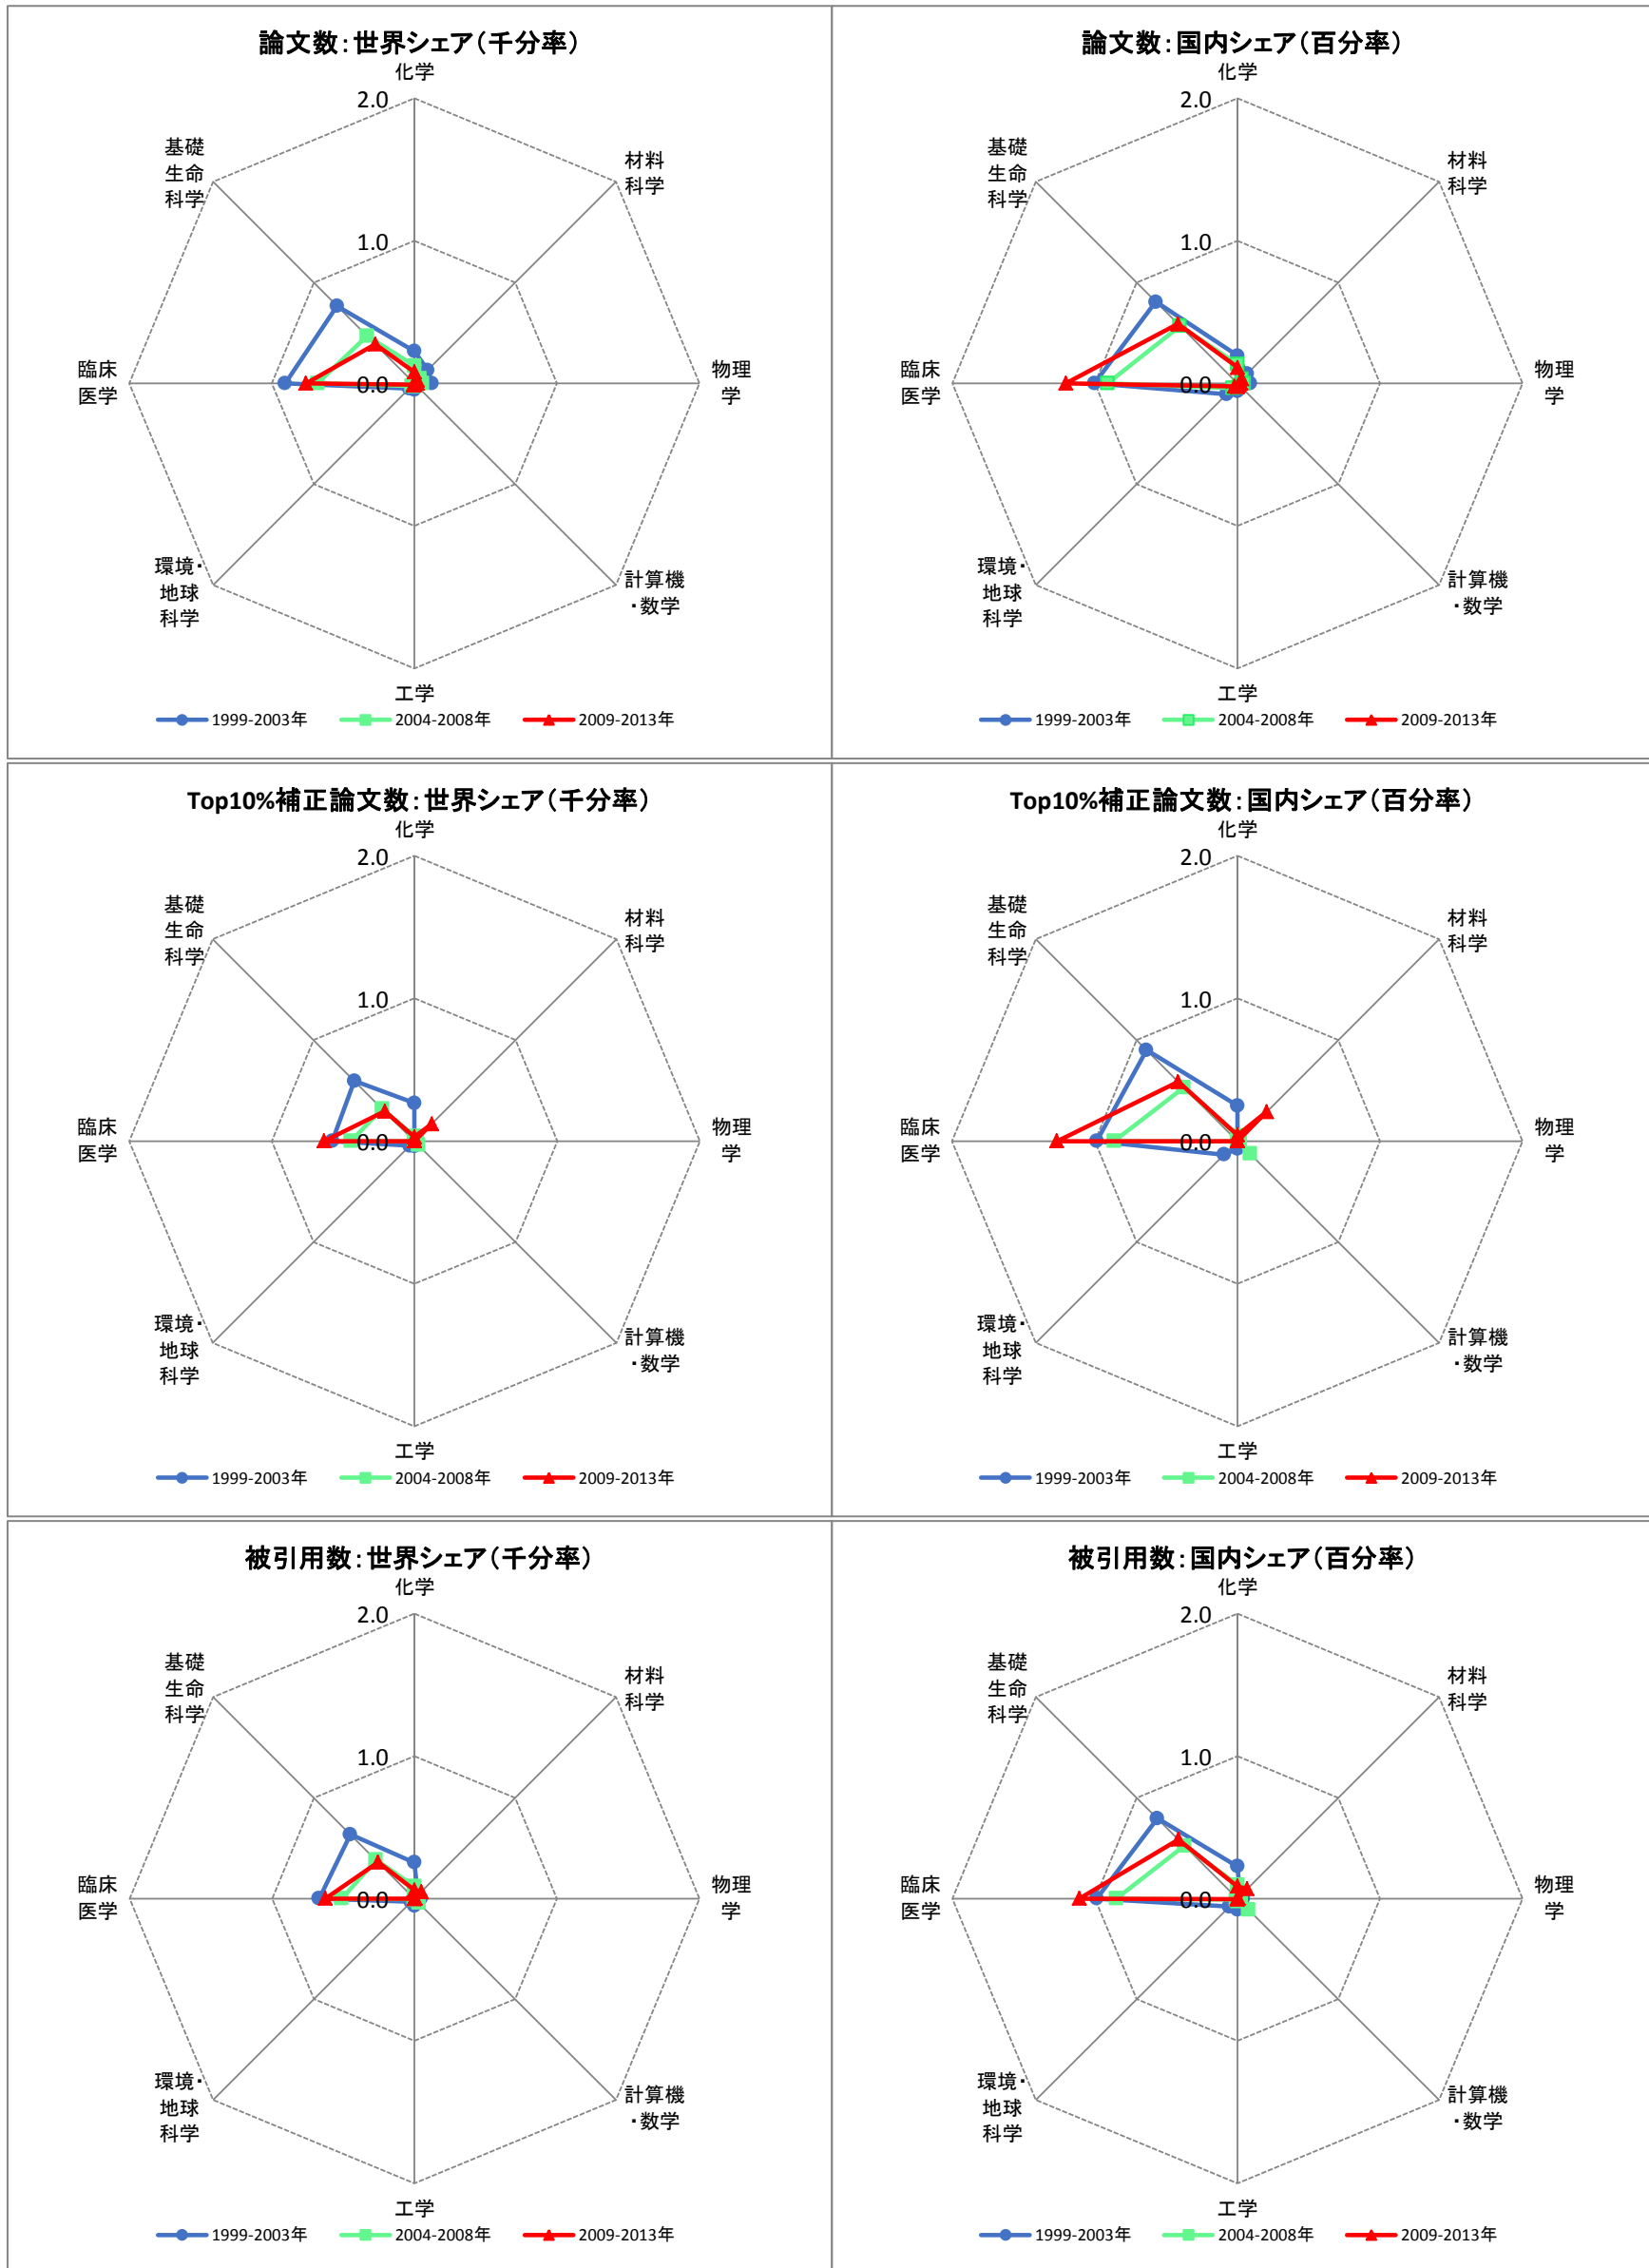 論文数：世界シェア（千分率）
化学
2.0
基礎
生命
科学
材料
科学
1.0
臨床
医学
0.0
物理
学
環境・
地球
科学
計算機
・数学
工学
1999-2003年 2004-2008年 2009-2013年
論文数：国内シェア（百分率）
化学
2.0
基礎
生命
科学
材料
科学
1.0
臨床
医学
0.0
物理
学
環境・
地球
科学
計算機
・数学
工学
1999-2003年 2004-2008年 2009-2013年
Top10%補正論文数：世界シェア（千分率）
化学
2.0
基礎
生命
科学
材料
科学
1.0
臨床
医学
0.0
物理
学
環境・
地球
科学
計算機
・数学
工学
1999-2003年 2004-2008年 2009-2013年
Top10%補正論文数：国内シェア（百分率）
化学
2.0
基礎
生命
科学
材料
科学
1.0
臨床
医学
0.0
物理
学
環境・
地球
科学
計算機
・数学
工学
1999-2003年 2004-2008年 2009-2013年
被引用数：世界シェア（千分率）
化学
2.0
基礎
生命
科学
材料
科学
1.0
臨床
医学
0.0
物理
学
環境・
地球
科学
計算機
・数学
工学
1999-2003年 2004-2008年 2009-2013年
被引用数：国内シェア（百分率）
化学
2.0
基礎
生命
科学
材料
科学
1.0
臨床
医学
0.0
物理
学
環境・
地球
科学
計算機
・数学
工学
1999-2003年 2004-2008年 2009-2013年